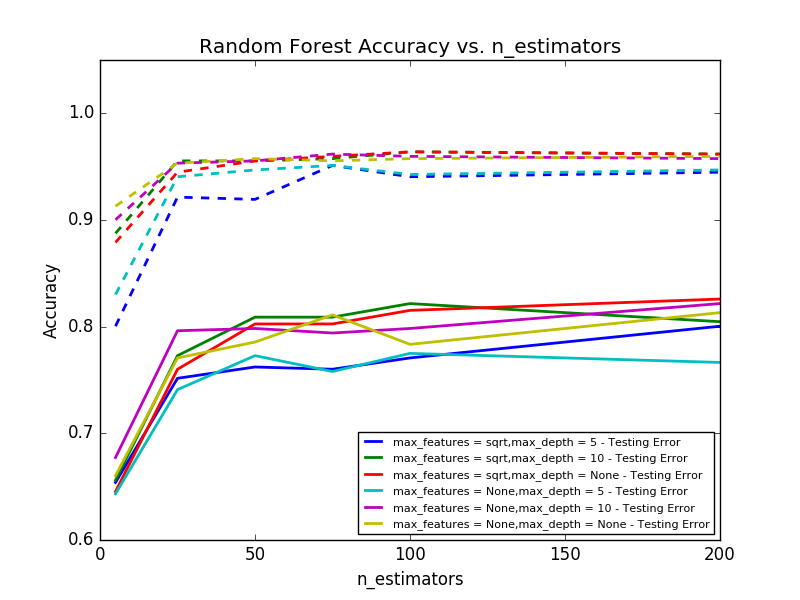 Random Forest Accuracy vs. n_estimators
1.0
0.9
0.8
0.7
0.6
Accuracy
max_features = sqrt,max_depth = 5 - Testing Error
max_features = sqrt,max_depth = 10 - Testing Error
max_features = sqrt,max_depth = None - Testing Error
max_features = None,max_depth = 5 - Testing Error
max_features = None,max_depth = 10 - Testing Error
max_features = None,max_depth = None - Testing Error
0 50 100 150 200
n_estimators